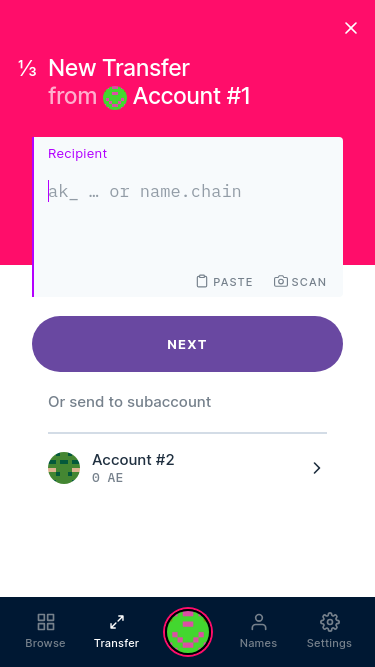 ⅓ New Transfer
from Account #1
Recipient
ak_ … or name.chain
PASTE SCAN
NEXT
Or send to subaccount
Account #2
0 AE
Browse Transfer Names Settings